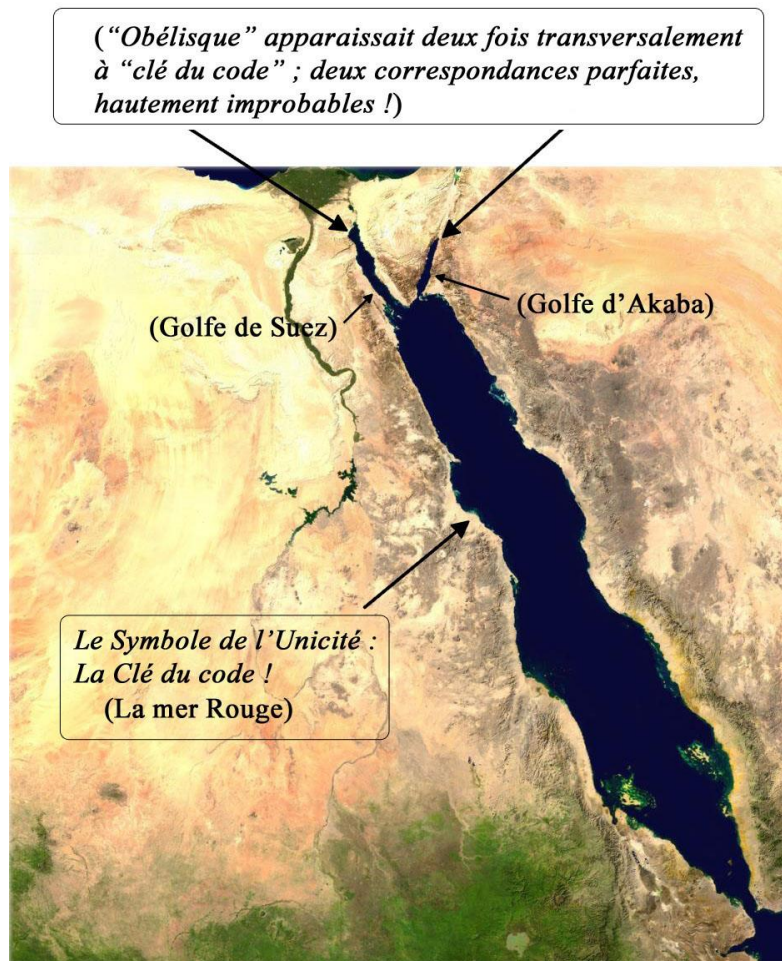 (“Obélisque” apparaissait deux fois transversalement
à “clé du code” ; deux correspondances parfaites,
hautement improbables !)
(Golfe de Suez)
(Golfe d’Akaba)
Le Symbole de l’Unicité :
La Clé du code !
(La mer Rouge)